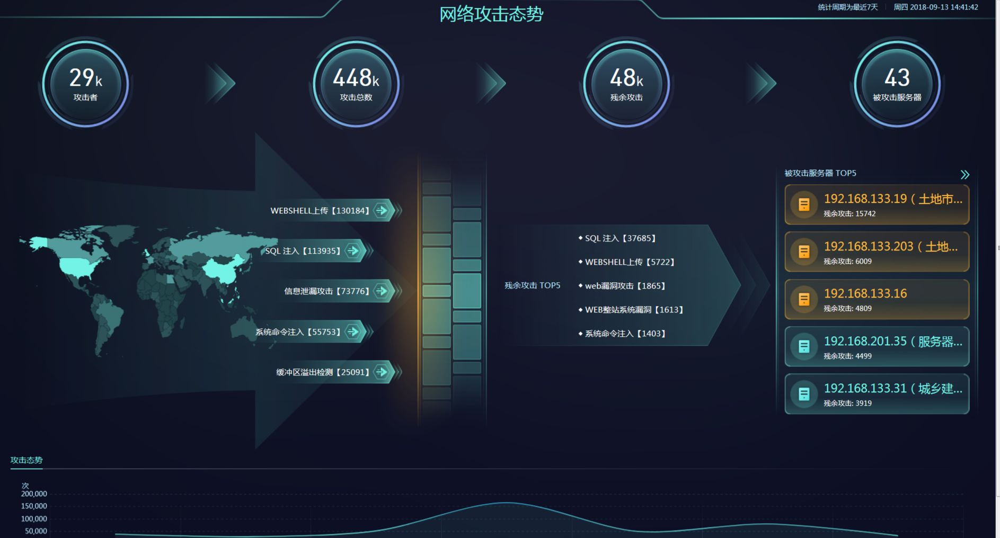 网络攻击态势
统计周期为最近7天
周四 2018-09-13 14:41:42
29k
攻击者
448k
攻击总数
48k
残余攻击
43
被攻击服务器
WEBSHELL上传【130184】
SQL 注入【113935】
信息泄漏攻击【73776】
系统命令注入【55753】
缓冲区溢出检测【25091】
残余攻击 TOP5
SQL 注入【37685】
WEBSHELL上传【5722】
web漏洞攻击【1865】
WEB整站系统漏洞【1613】
系统命令注入【1403】
被攻击服务器 TOP5
192.168.133.19（土地市...
残余攻击: 15742
192.168.133.203（土地...
残余攻击: 6009
192.168.133.16
残余攻击: 4809
192.168.201.35（服务器...
残余攻击: 4499
192.168.133.31（城乡建...
残余攻击: 3919
攻击态势
次
200,000
150,000
100,000
50,000